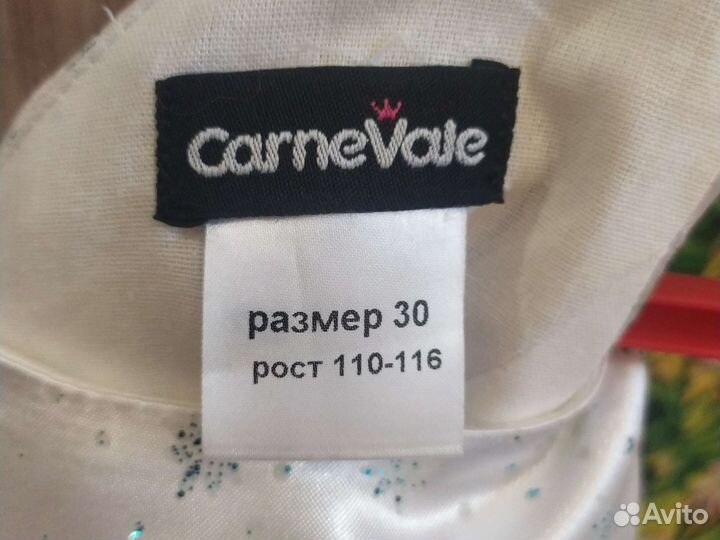 CarneVale
размер 30
рост 110-116
Avito